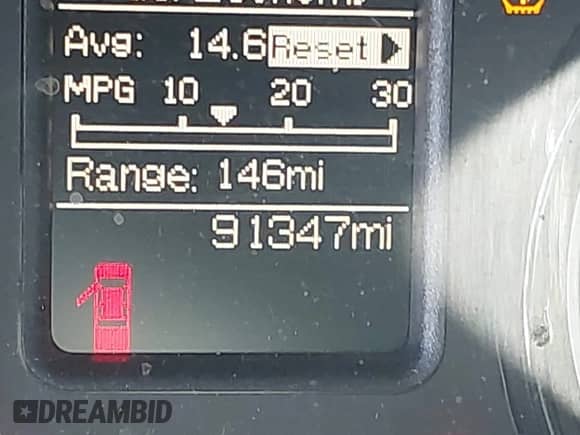 Avg: 14.6 Reset
MPG 10 20 30
Range: 146mi
91347mi
DREAMBID